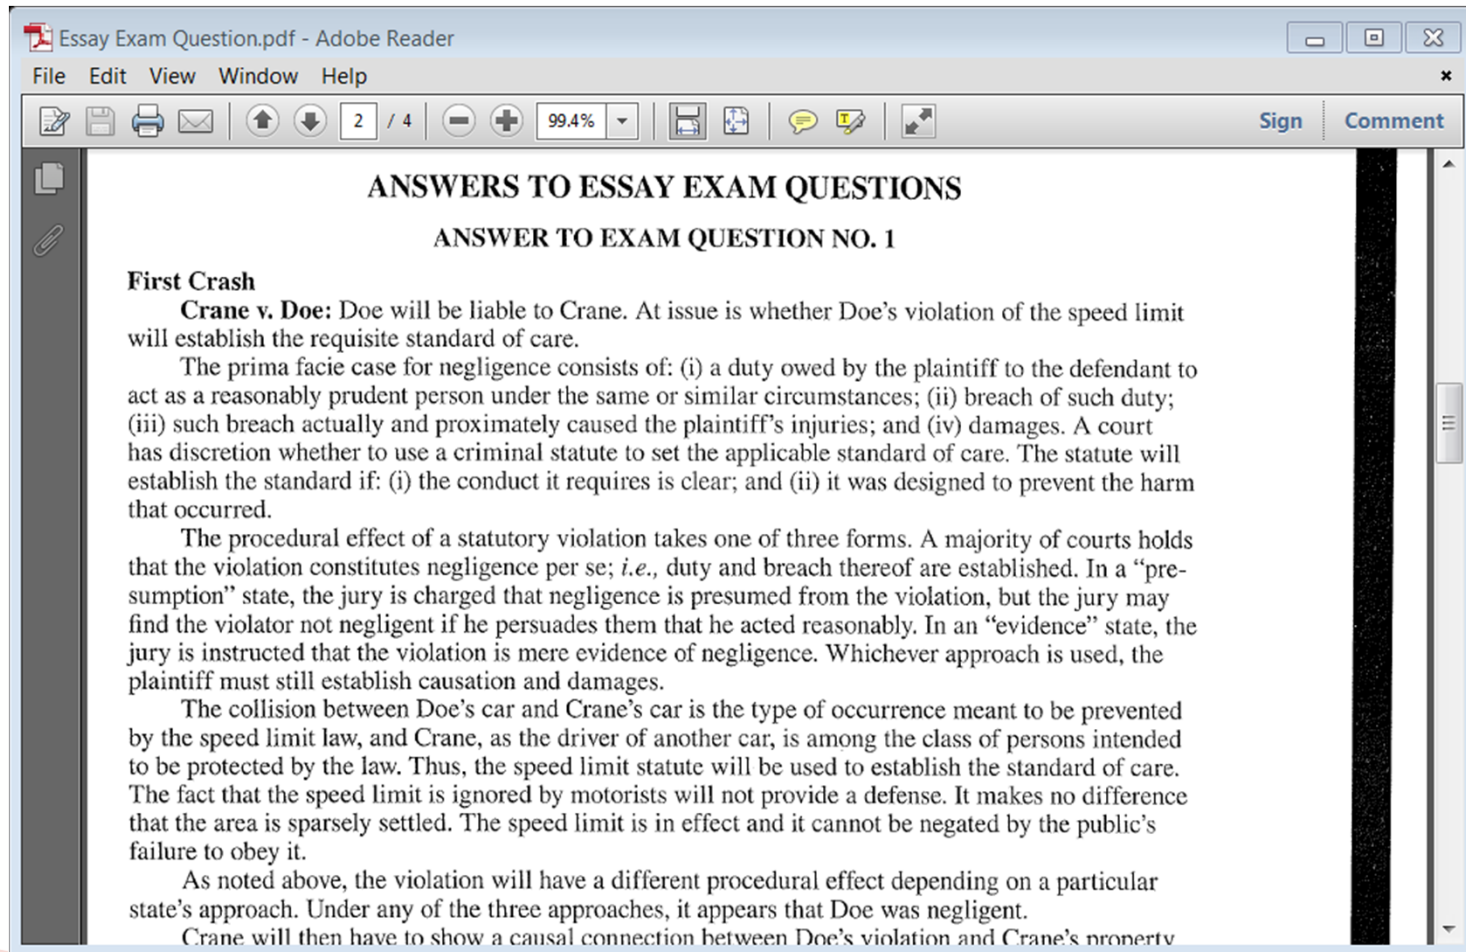 Essay Exam Question.pdf - Adobe Reader
File Edit View Window Help
2 / 4 99.4% Sign Comment
ANSWERS TO ESSAY EXAM QUESTIONS
ANSWER TO EXAM QUESTION NO. 1
First Crash
Crane v. Doe: Doe will be liable to Crane. At issue is whether Doe's violation of the speed limit
will establish the requisite standard of care.
The prima facie case for negligence consists of: (i) a duty owed by the plaintiff to the defendant to
act as a reasonably prudent person under the same or similar circumstances; (ii) breach of such duty;
(iii) such breach actually and proximately caused the plaintiff's injuries; and (iv) damages. A court
has discretion whether to use a criminal statute to set the applicable standard of care. The statute will
establish the standard if: (i) the conduct it requires is clear; and (ii) it was designed to prevent the harm
that occurred.
The procedural effect of a statutory violation takes one of three forms. A majority of courts holds
that the violation constitutes negligence per se; i.e., duty and breach thereof are established. In a “pre-
sumption” state, the jury is charged that negligence is presumed from the violation, but the jury may
find the violator not negligent if he persuades them that he acted reasonably. In an “evidence” state, the
jury is instructed that the violation is mere evidence of negligence. Whichever approach is used, the
plaintiff must still establish causation and damages.
The collision between Doe's car and Crane's car is the type of occurrence meant to be prevented
by the speed limit law, and Crane, as the driver of another car, is among the class of persons intended
to be protected by the law. Thus, the speed limit statute will be used to establish the standard of care.
The fact that the speed limit is ignored by motorists will not provide a defense. It makes no difference
that the area is sparsely settled. The speed limit is in effect and it cannot be negated by the public's
failure to obey it.
As noted above, the violation will have a different procedural effect depending on a particular
state's approach. Under any of the three approaches, it appears that Doe was negligent.
Crane will then have to show a causal connection between Doe's violation and Crane's property